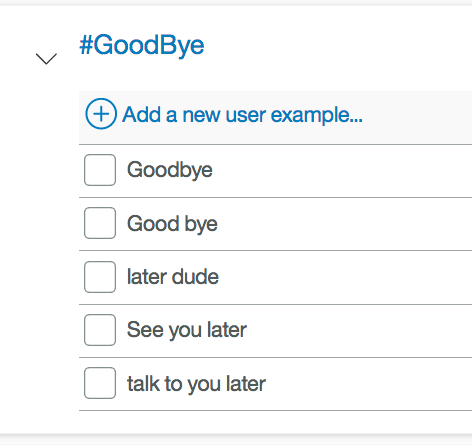 #GoodBye
Add a new user example...
Goodbye
Good bye
later dude
See you later
talk to you later